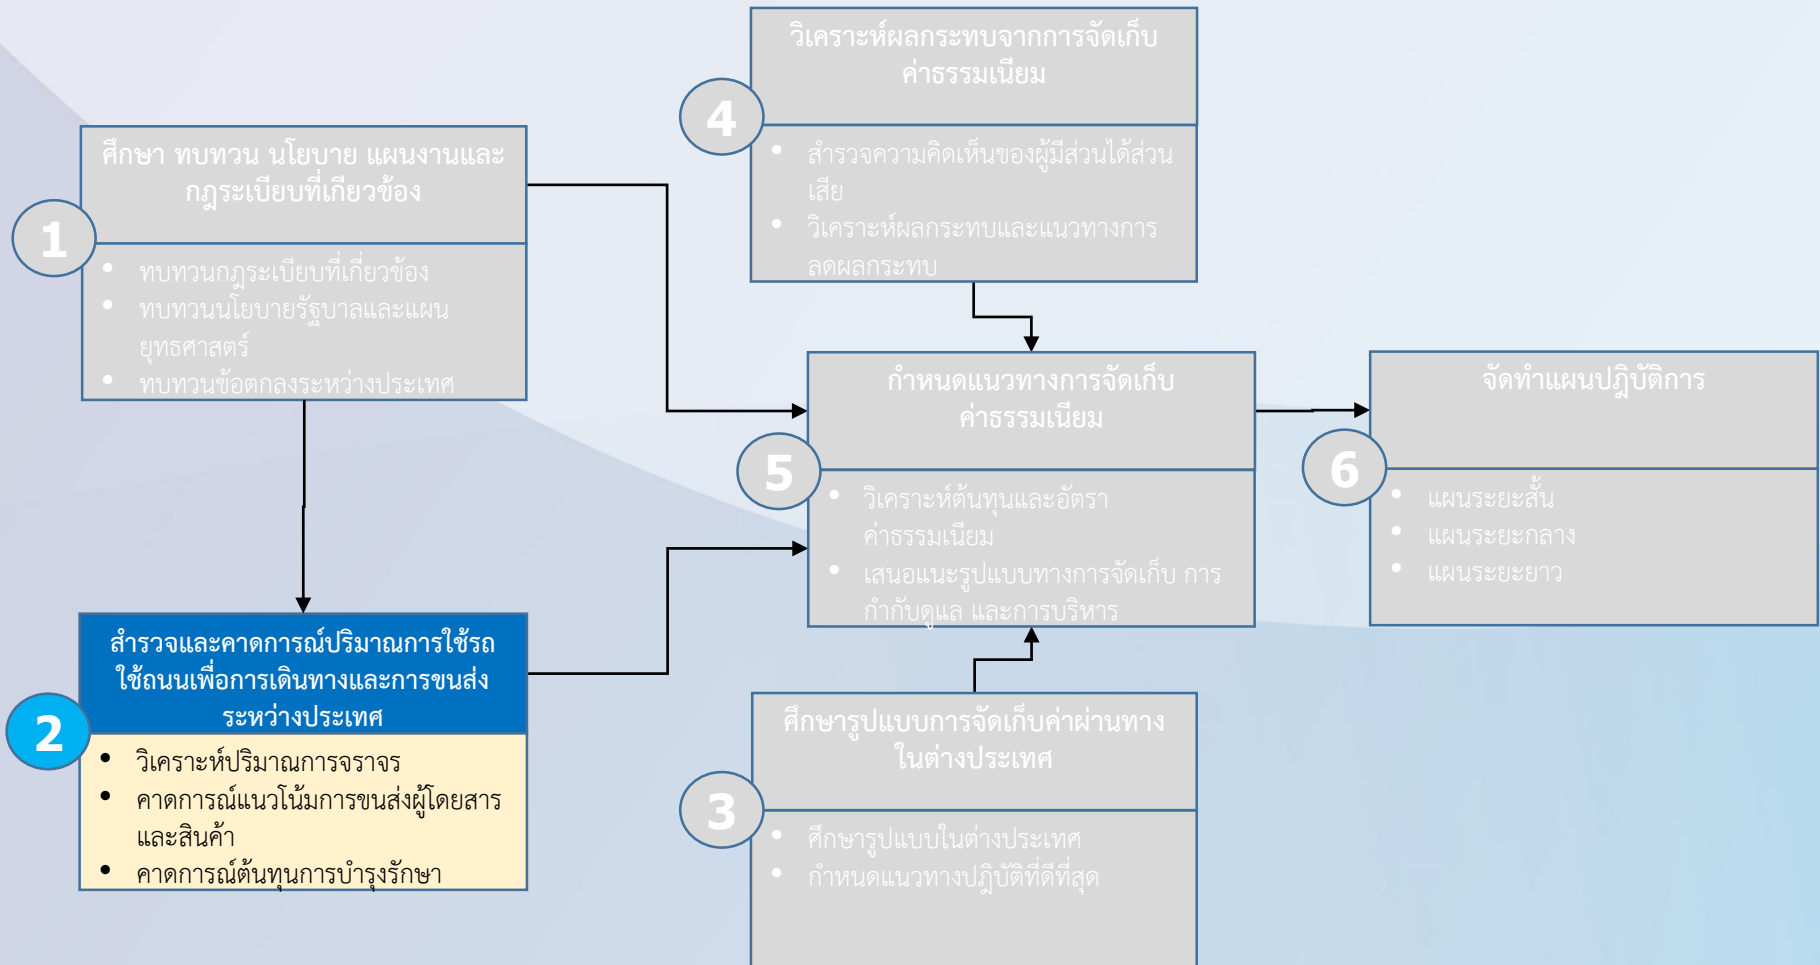 1
ศึกษา ทบทวน นโยบาย แผนงานและ
กฎระเบียบที่เกียวข้อง
• ทบทวนกฎระเบียบที่เกี่ยวข้อง
• ทบทวนนโยบายรัฐบาลและแผน
ยุทธศาสตร์
• ทบทวนข้อตกลงระหว่างประเทศ
2
สำรวจและคาดการณ์ปริมาณการใช้รถ
ใช้ถนนเพื่อการเดินทางและการขนส่ง
ระหว่างประเทศ
• วิเคราะห์ปริมาณการจราจร
• คาดการณ์แนวโน้มการขนส่งผู้โดยสาร
และสินค้า
• คาดการณ์ต้นทุนการบำรุงรักษา
4
วิเคราะห์ผลกระทบจากการจัดเก็บ
ค่าธรรมเนียม
• สำรวจความคิดเห็นของผู้มีส่วนได้ส่วน
เสีย
• วิเคราะห์ผลกระทบและแนวทางการ
ลดผลกระทบ
5
กำหนดแนวทางการจัดเก็บ
ค่าธรรมเนียม
• วิเคราะห์ต้นทุนและอัตรา
ค่าธรรมเนียม
• เสนอแนะรูปแบบทางการจัดเก็บ การ
กำกับดูแล และการบริหาร
3
ศึกษารูปแบบการจัดเก็บค่าผ่านทาง
ในต่างประเทศ
• ศึกษารูปแบบในต่างประเทศ
• กำหนดแนวทางปฏิบัติที่ดีที่สุด
6
จัดทำแผนปฏิบัติการ
• แผนระยะสั้น
• แผนระยะกลาง
• แผนระยะยาว